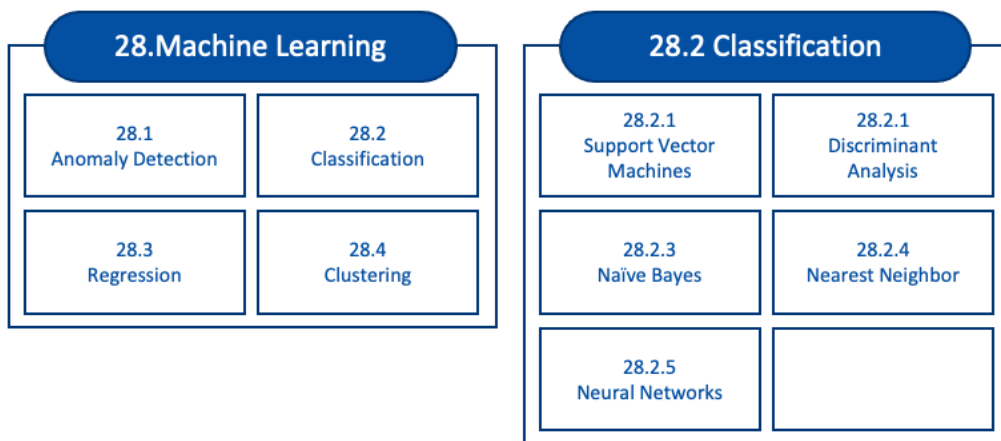 28.Machine Learning
28.1
Anomaly Detection
28.2
Classification
28.3
Regression
28.4
Clustering
28.2 Classification
28.2.1
Support Vector
Machines
28.2.1
Discriminant
Analysis
28.2.3
Naïve Bayes
28.2.4
Nearest Neighbor
28.2.5
Neural Networks